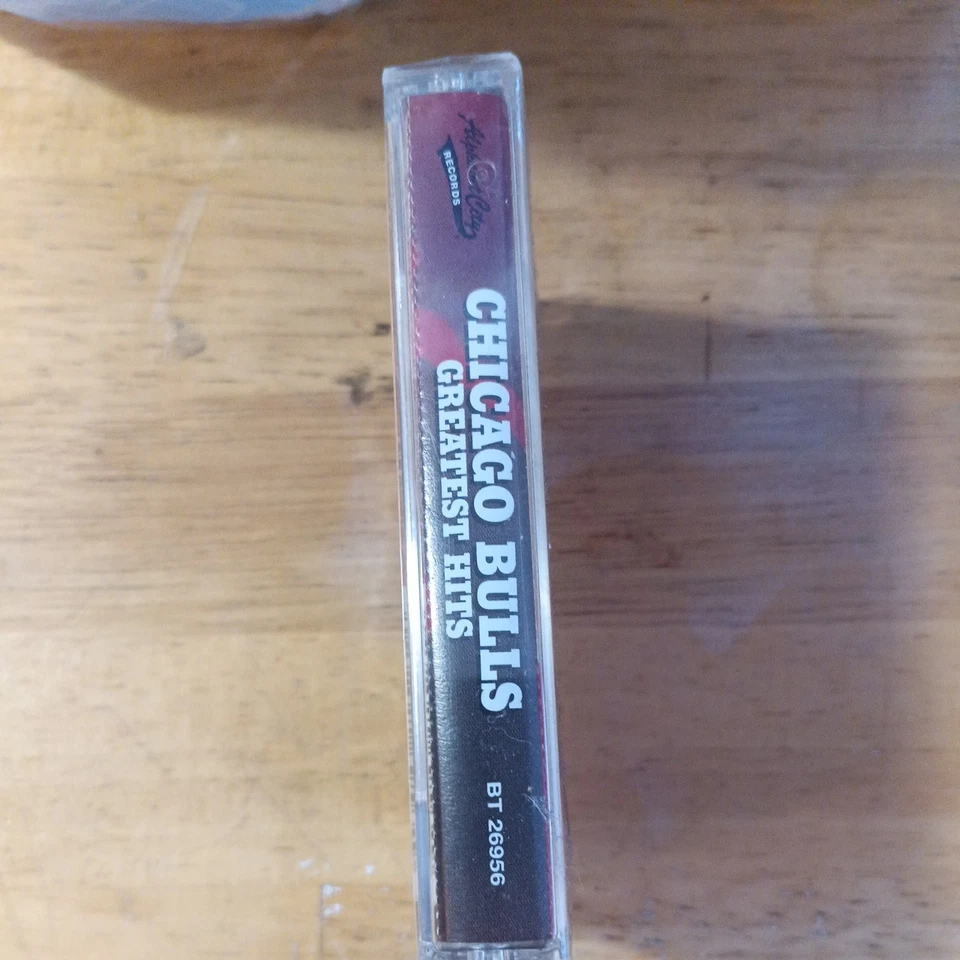 RECORDS
CHICAGO BULLS
GREATEST HITS
BT 26956